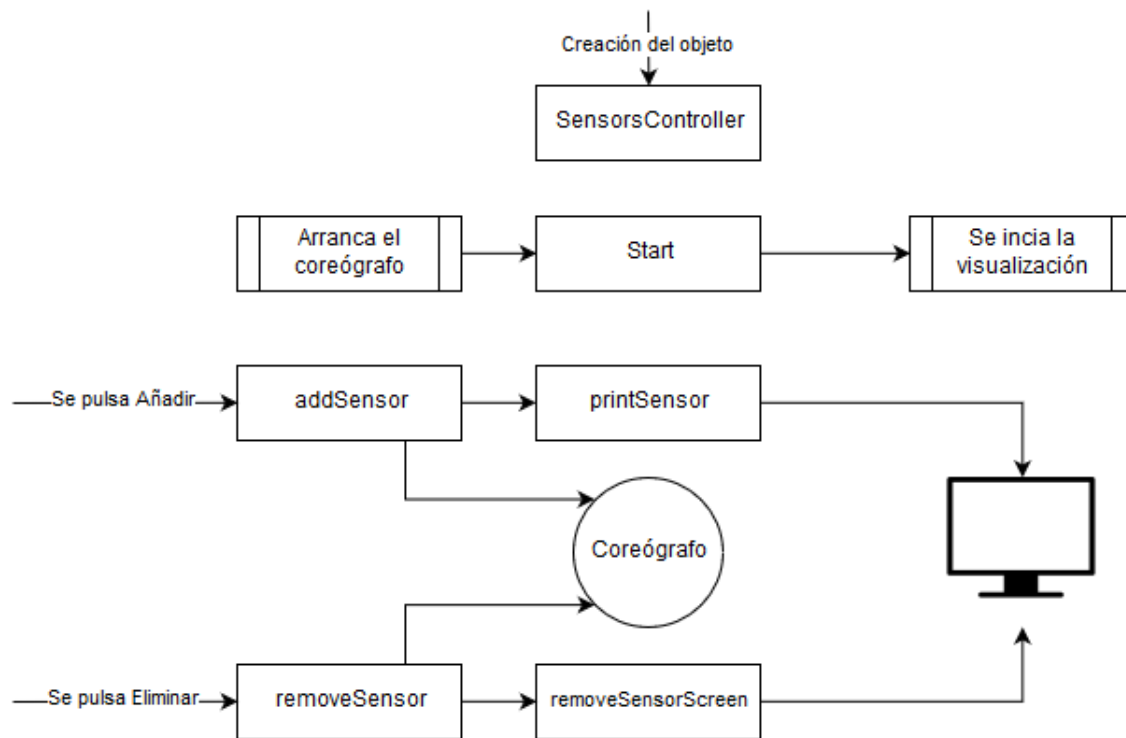 Creación del objeto
SensorsController
Arranca el
coreógrafo
Start
Se incia la
visualización
Se pulsa Añadir
addSensor
printSensor
Coreógrafo
Se pulsa Eliminar
removeSensor
removeSensorScreen